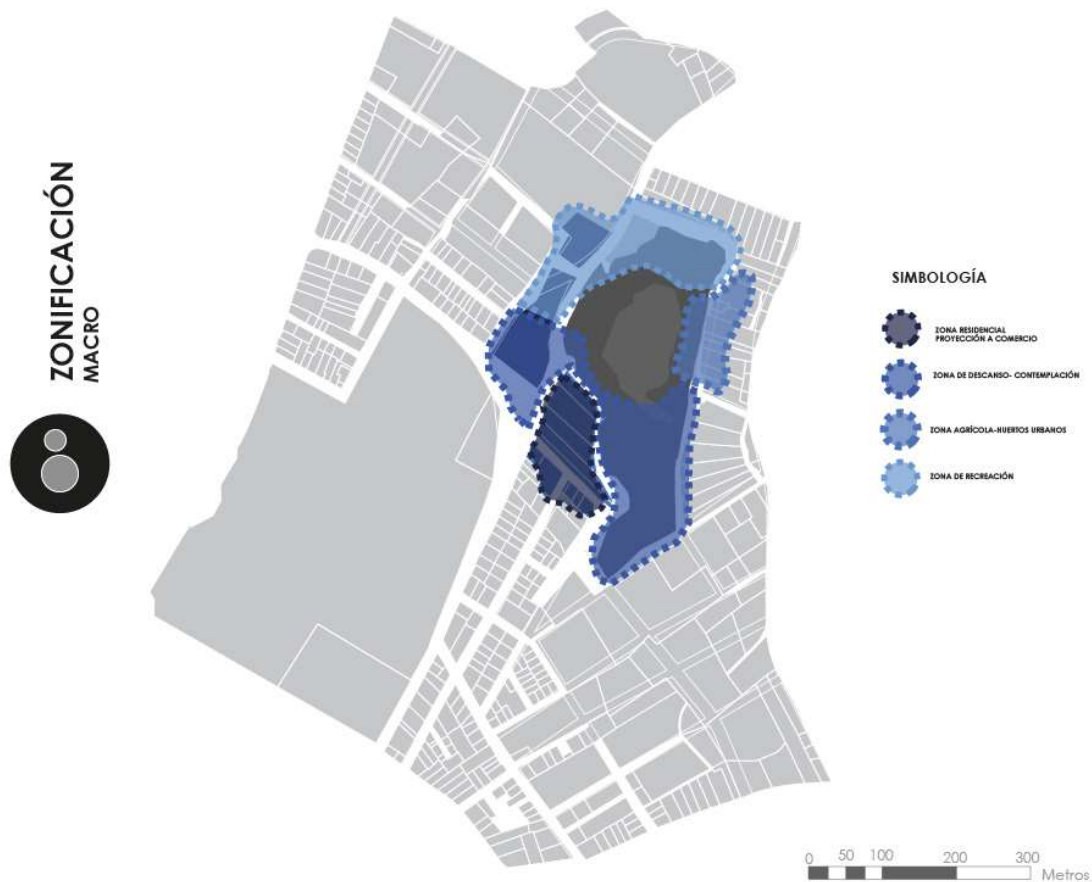 ZONIFICACIÓN
MACRO
SIMBOLOGÍA
ZONA RESIDENCIAL
PROYECCIÓN A COMERCIO
ZONA DE DESCANSO- CONTEMPLACIÓN
ZONA AGRÍCOLA-HUERTOS URBANOS
ZONA DE RECREACIÓN
0 50 100 200 300
Metros